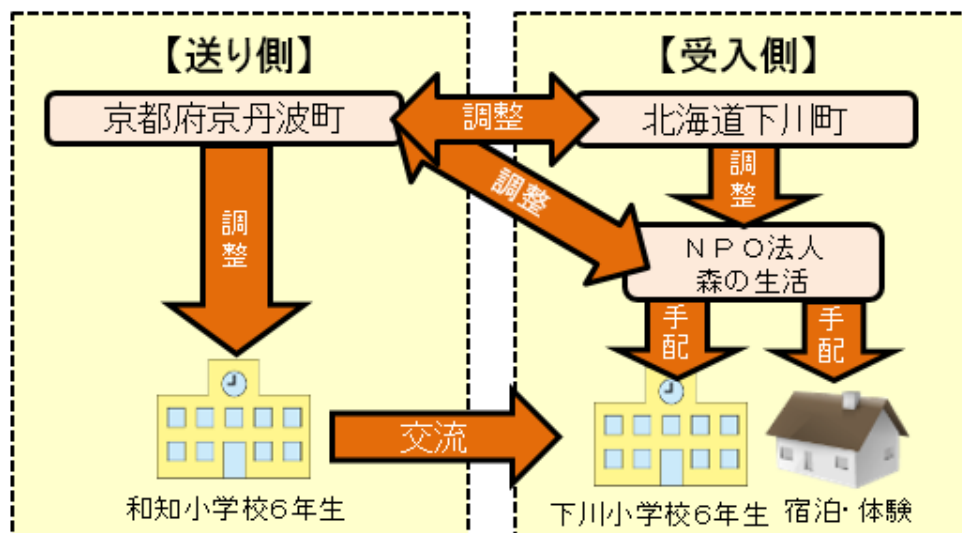 【送り側】
【受入側】
京都府京丹波町
調整
北海道下川町
調整
調整
調整
ＮＰＯ法人
森の生活
手配
手配
交流
和知小学校６年生
下川小学校６年生
宿泊・体験